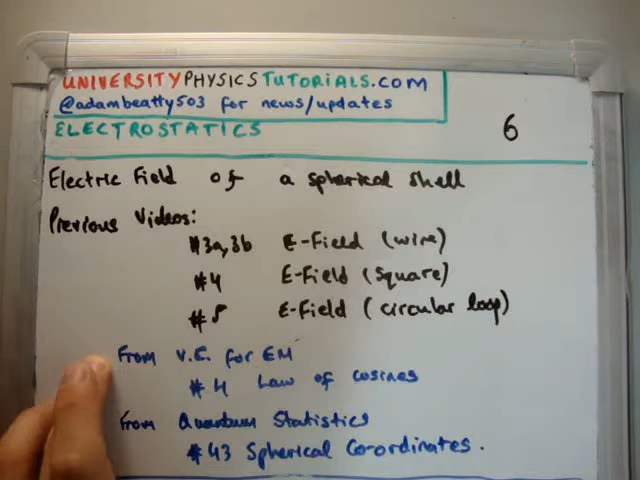 UNIVERSITYPHYSICSTUTORIALS.COM
@adambeatty503 for news/updates
ELECTROSTATICS 6
Electric Field of a spherical shell
Previous Videos:
#3a,3b E-Field (wire)
#4 E-Field (Square)
#5 E-Field (circular loop)
From V.C. for EM
#4 Law of cosines
From Quantum Statistics
#43 Spherical Co-ordinates.